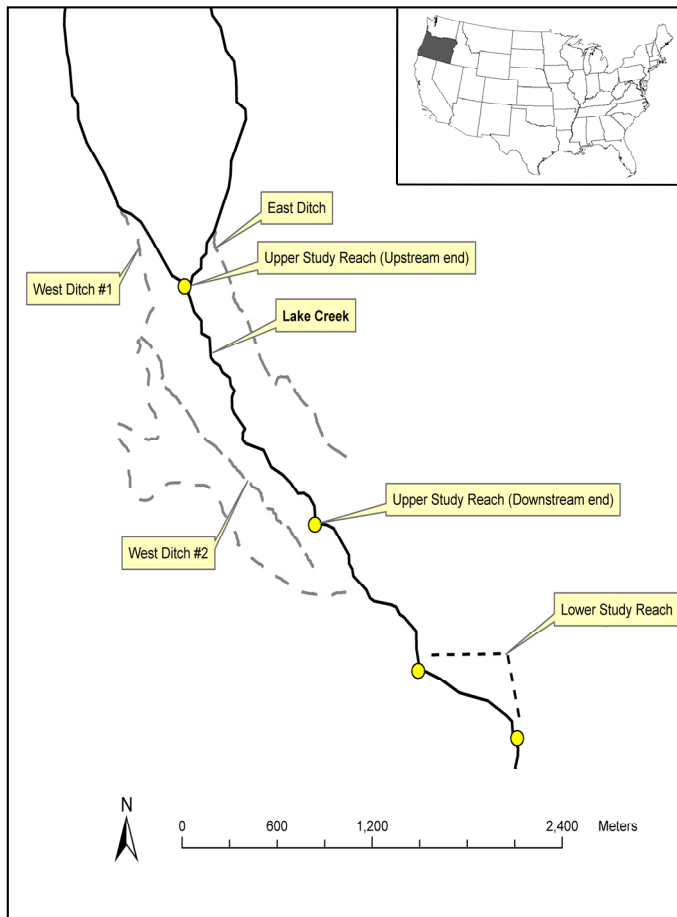 East Ditch
Upper Study Reach (Upstream end)
West Ditch #1
Lake Creek
Upper Study Reach (Downstream end)
West Ditch #2
Lower Study Reach
N
0 600 1,200 2,400 Meters